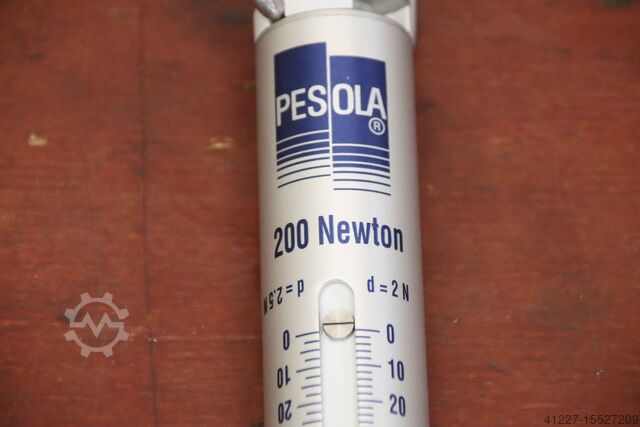 PESOLA
®
200 Newton
d = 2.5 N d = 2 N
0 0
10 10
20 20
41227-15527209